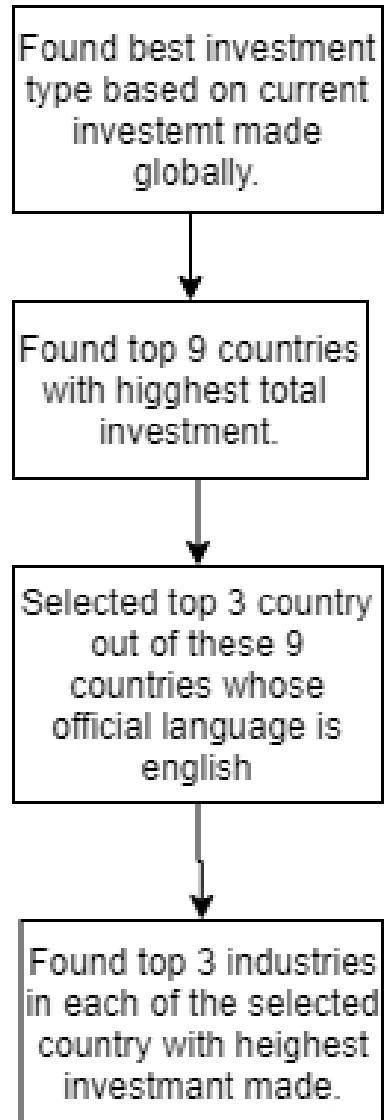 Found best investment
type based on current
investemt made
globally.
Found top 9 countries
with higghest total
investment.
Selected top 3 country
out of these 9
countries whose
official language is
english
Found top 3 industries
in each of the selected
country with heighest
investmant made.